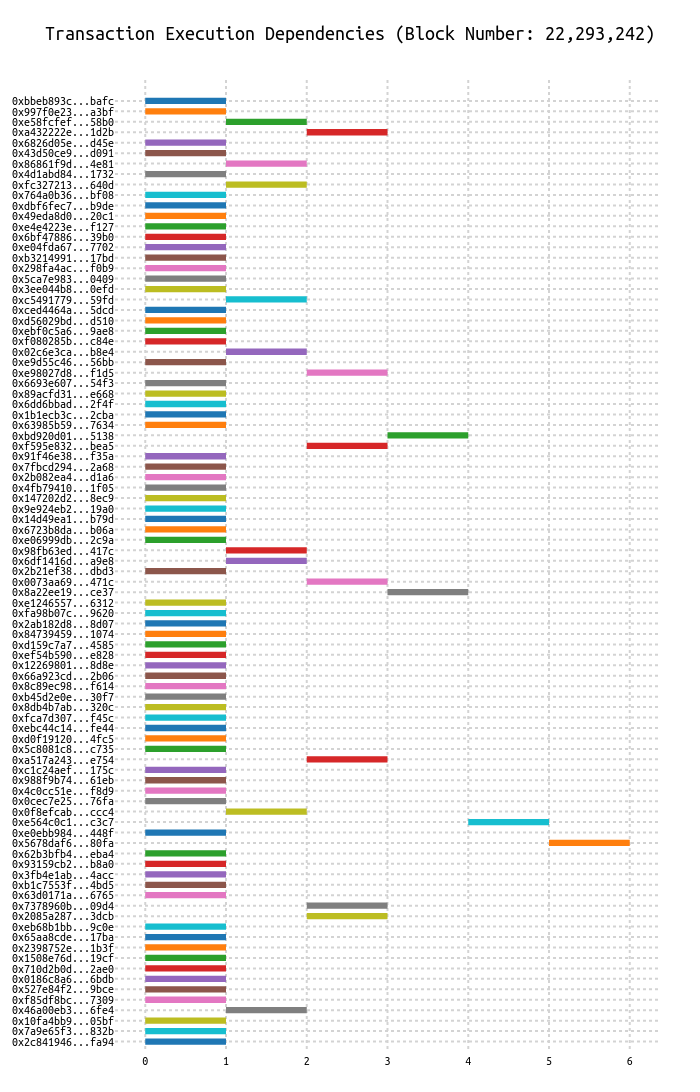 Transaction Execution Dependencies (Block Number: 22,293,242)
0xbbeb893c...bafc
0x997f0e23...a3bf
0xe58fcfef...58b0
0xa432222e...1d2b
0x6826d05e...d45e
0x43d50ce9...d091
0x86861f9d...4e81
0x4d1abd84...1732
0xfc327213...640d
0x764a0b36...bf08
0xdbf6fec7...b9de
0x49eda8d0...20c1
0xe4e4223e...f127
0x6bf47886...39b0
0xe04fda67...7702
0xb3214991...17bd
0x298fa4ac...f0b9
0x5ca7e983...0409
0x3ee044b8...0efd
0xc5491779...59fd
0xced4464a...5dcd
0xd56029bd...d510
0xebf0c5a6...9ae8
0xf080285b...c84e
0x02c6e3ca...b8e4
0xe9d55c46...56bb
0xe98027d8...f1d5
0x6693e607...54f3
0x89acfd31...e668
0x6dd6bbad...2f4f
0x1b1ecb3c...2cba
0x63985b59...7634
0xbd920d01...5138
0xf595e832...bea5
0x91f46e38...f35a
0x7fbcd294...2a68
0x2b082ea4...d1a6
0x4fb79410...1f05
0x147202d2...8ec9
0x9e924eb2...19a0
0x14d49ea1...b79d
0x6723b8da...b06a
0xe06999db...2c9a
0x98fb63ed...417c
0x6df1416d...a9e8
0x2b21ef38...dbd3
0x0073aa69...471c
0x8a22ee19...ce37
0xe1246557...6312
0xfa98b07c...9620
0x2ab182d8...8d07
0x84739459...1074
0xd159c7a7...4585
0xef54b590...e828
0x12269801...8d8e
0x66a923cd...2b06
0x8c89ec98...f614
0xb45d2e0e...30f7
0x8db4b7ab...320c
0xfca7d307...f45c
0xebc44c14...fe44
0xd0f19120...4fc5
0x5c8081c8...c735
0xa517a243...e754
0xc1c24aef...175c
0x988f9b74...61eb
0x4c0cc51e...f8d9
0x0cec7e25...76fa
0x0f8efcab...ccc4
0xe564c0c1...c3c7
0xe0ebb984...448f
0x5678daf6...80fa
0x62b3bfb4...eba4
0x93159cb2...b8a0
0x3fb4e1ab...4acc
0xb1c7553f...4bd5
0x63d0171a...6765
0x7378960b...09d4
0x2085a287...3dcb
0xeb68b1bb...9c0e
0x65aa8cde...17ba
0x2398752e...1b3f
0x1508e76d...19cf
0x710d2b0d...2ae0
0x0186c8a6...6bdb
0x527e84f2...9bce
0xf85df8bc...7309
0x46a00eb3...6fe4
0x10fa4bb9...05bf
0x7a9e65f3...832b
0x2c841946...fa94
0 1 2 3 4 5 6